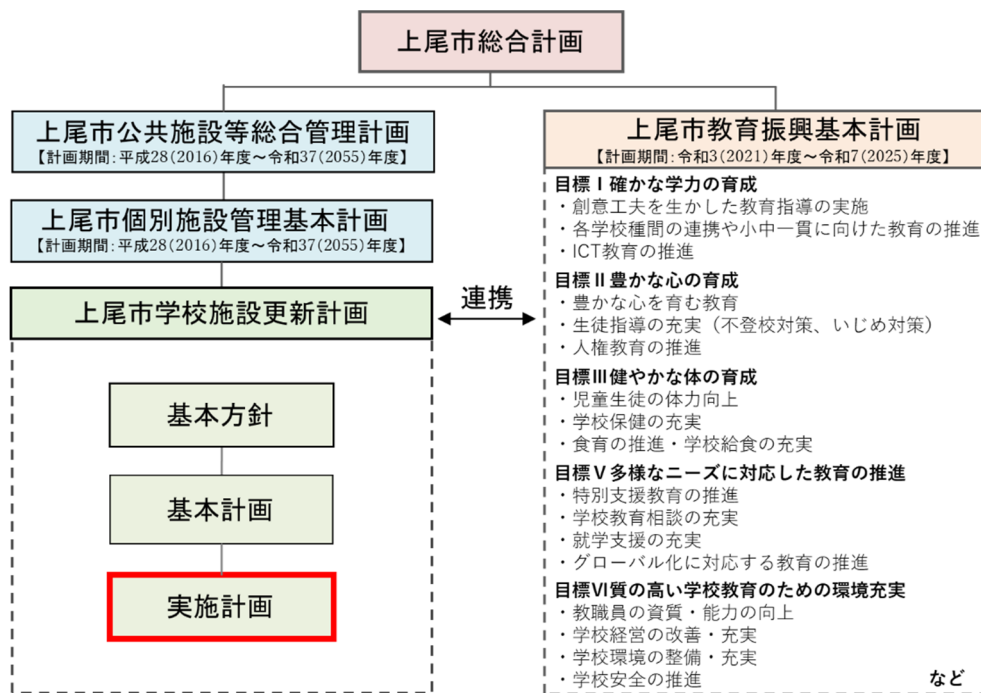 上尾市総合計画
上尾市公共施設等総合管理計画
【計画期間:平成28(2016)年度～令和37(2055)年度】
上尾市個別施設管理基本計画
(計画期間:平成28(2016)年度～令和37(2055)年度】
上尾市学校施設更新計画
基本方針
基本計画
実施計画
連携
上尾市教育振興基本計画
【計画期間:令和3(2021)年度～令和7(2025)年度】
目標Ⅰ確かな学力の育成
・創意工夫を生かした教育指導の実施
・各学校種間の連携や小中一貫に向けた教育の推進
・ICT教育の推進
目標Ⅱ豊かな心の育成
・豊かな心を育む教育
・生徒指導の充実（不登校対策、いじめ対策）
・人権教育の推進
目標Ⅲ健やかな体の育成
・児童生徒の体力向上
・学校保健の充実
・食育の推進・学校給食の充実
目標Ⅴ多様なニーズに対応した教育の推進
・特別支援教育の推進
・学校教育相談の充実
・就学支援の充実
・グローバル化に対応する教育の推進
目標Ⅵ質の高い学校教育のための環境充実
・教職員の資質・能力の向上
・学校経営の改善・充実
・学校環境の整備・充実
・学校安全の推進
など